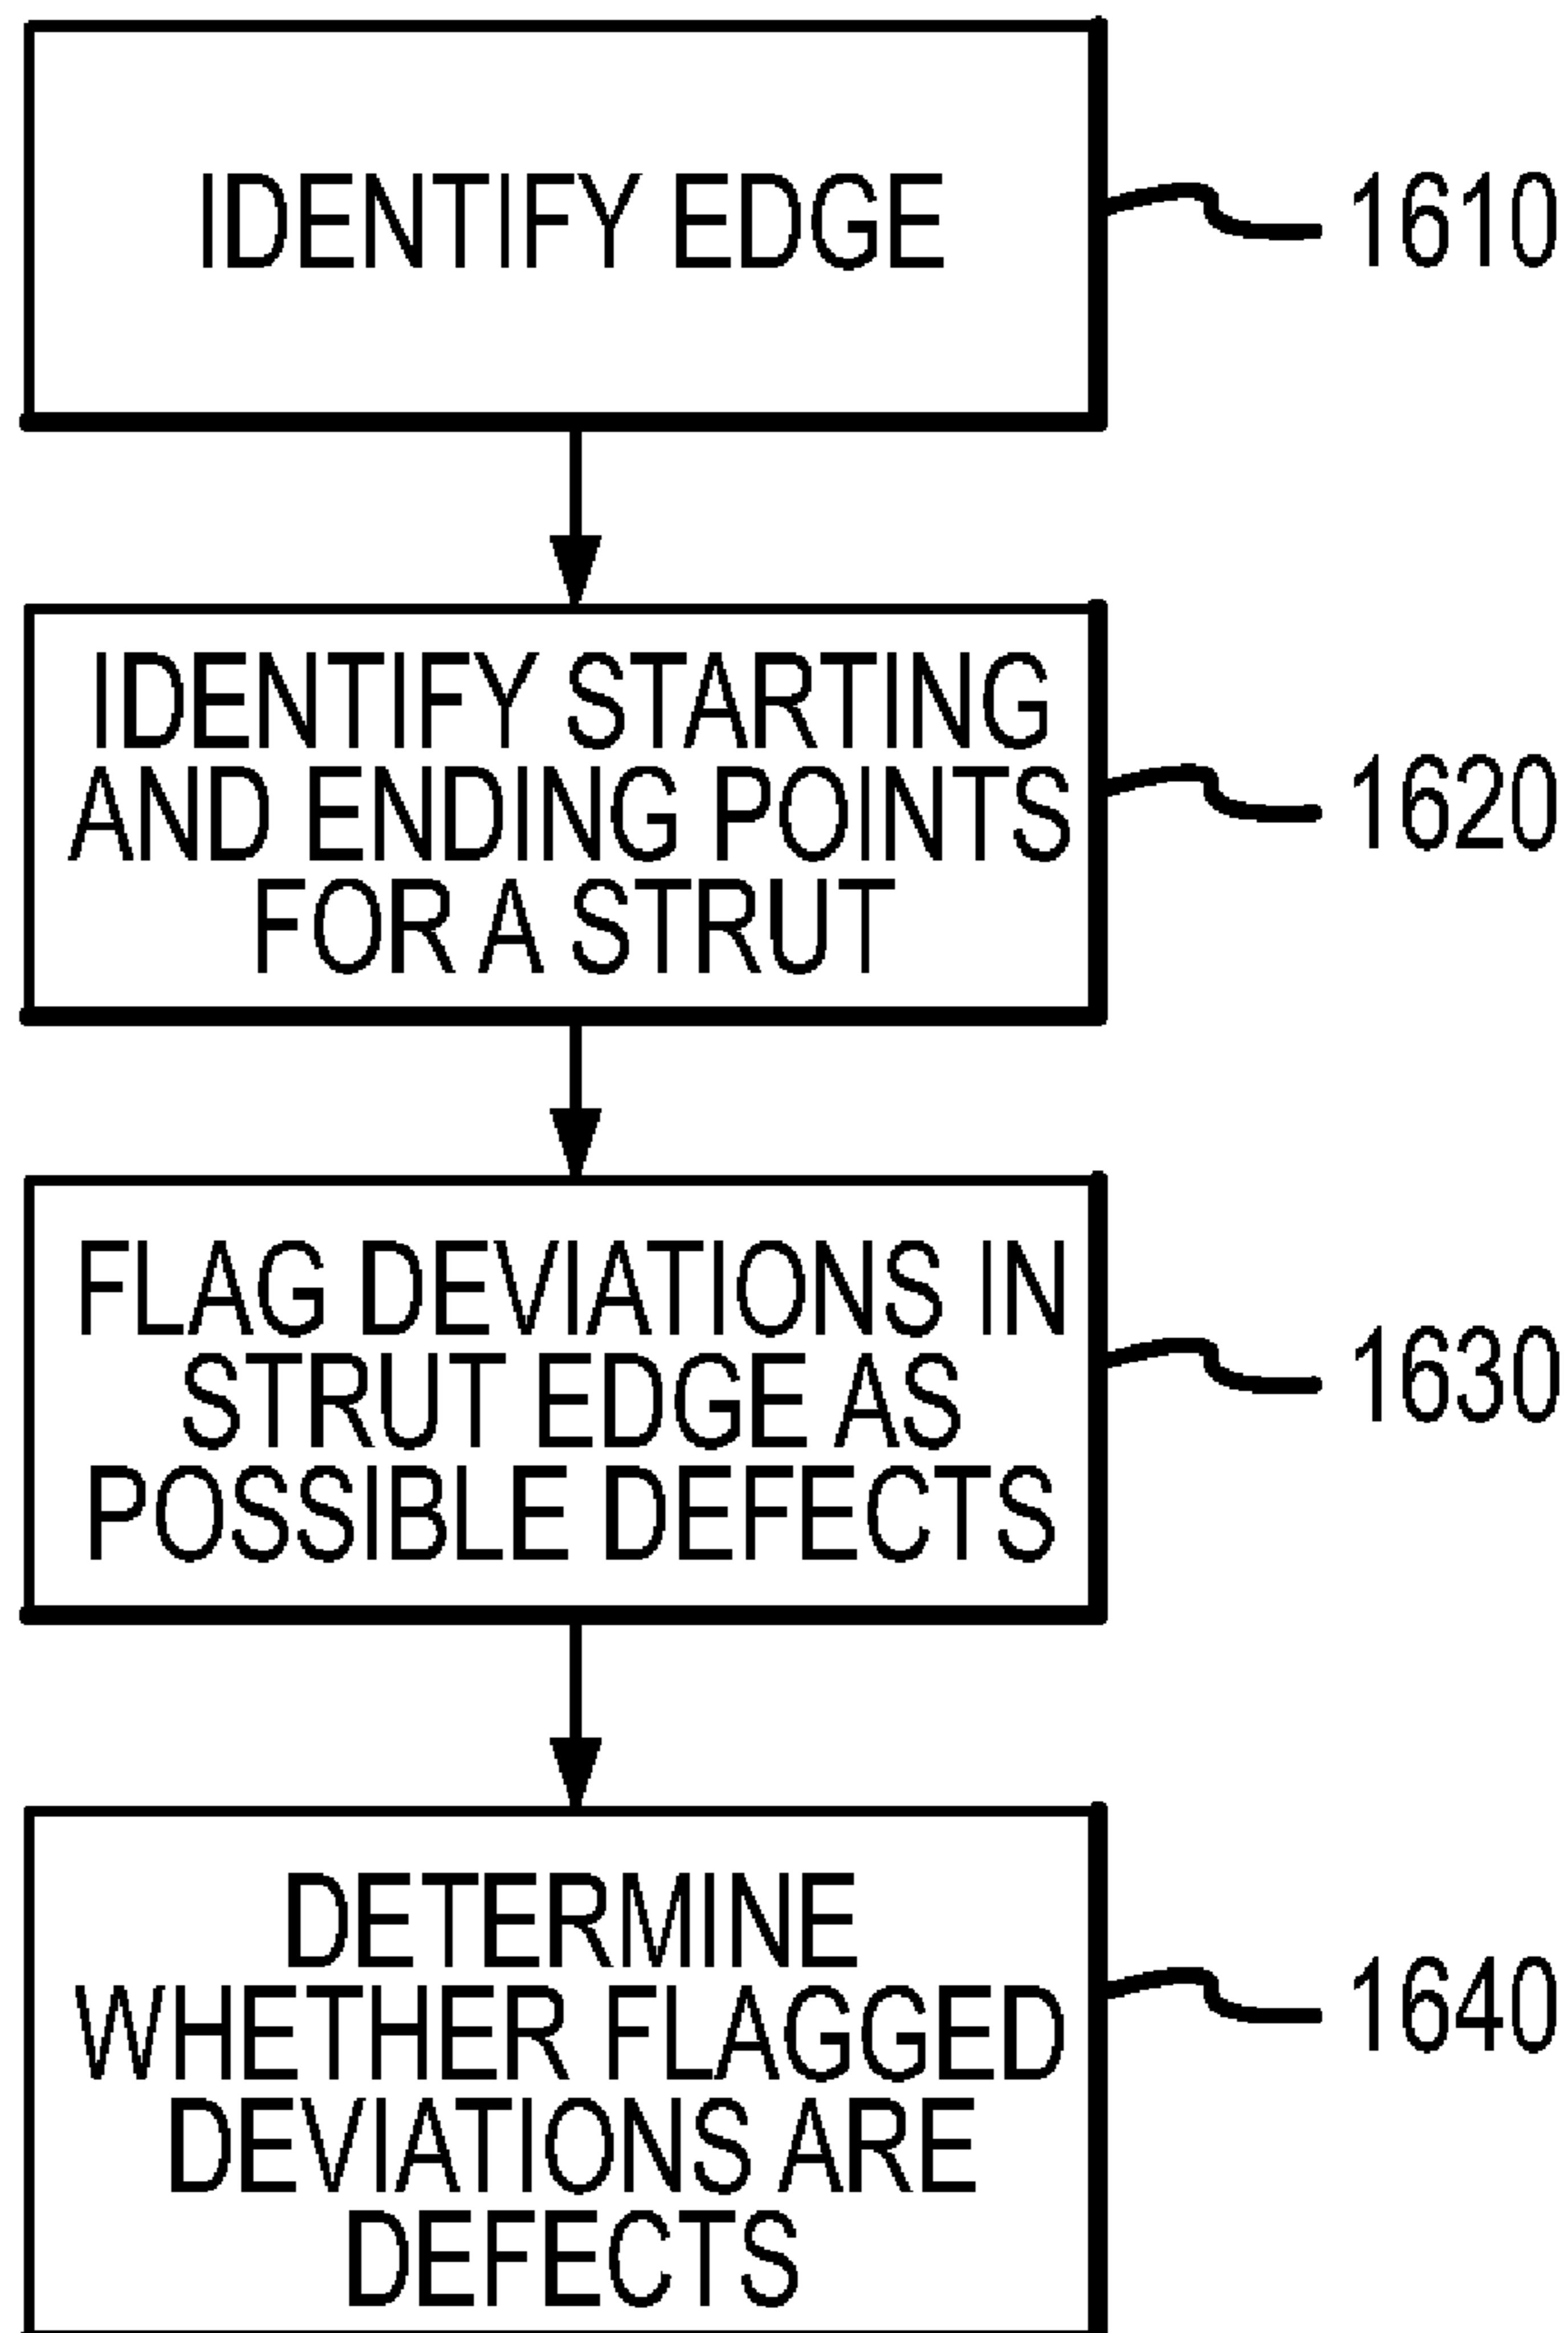 IDENTIFY EDGE
1610
IDENTIFY STARTING
AND ENDING POINTS
FOR A STRUT
1620
FLAG DEVIATIONS IN
STRUT EDGE AS
POSSIBLE DEFECTS
1630
DETERMINE
WHETHER FLAGGED
DEVIATIONS ARE
DEFECTS
1640